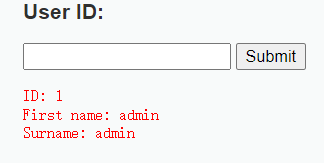 User ID:
Submit
ID: 1
First name: admin
Surname: admin